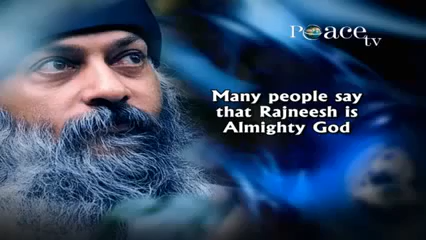 Peace tv
Many people say
that Rajneesh is
Almighty God